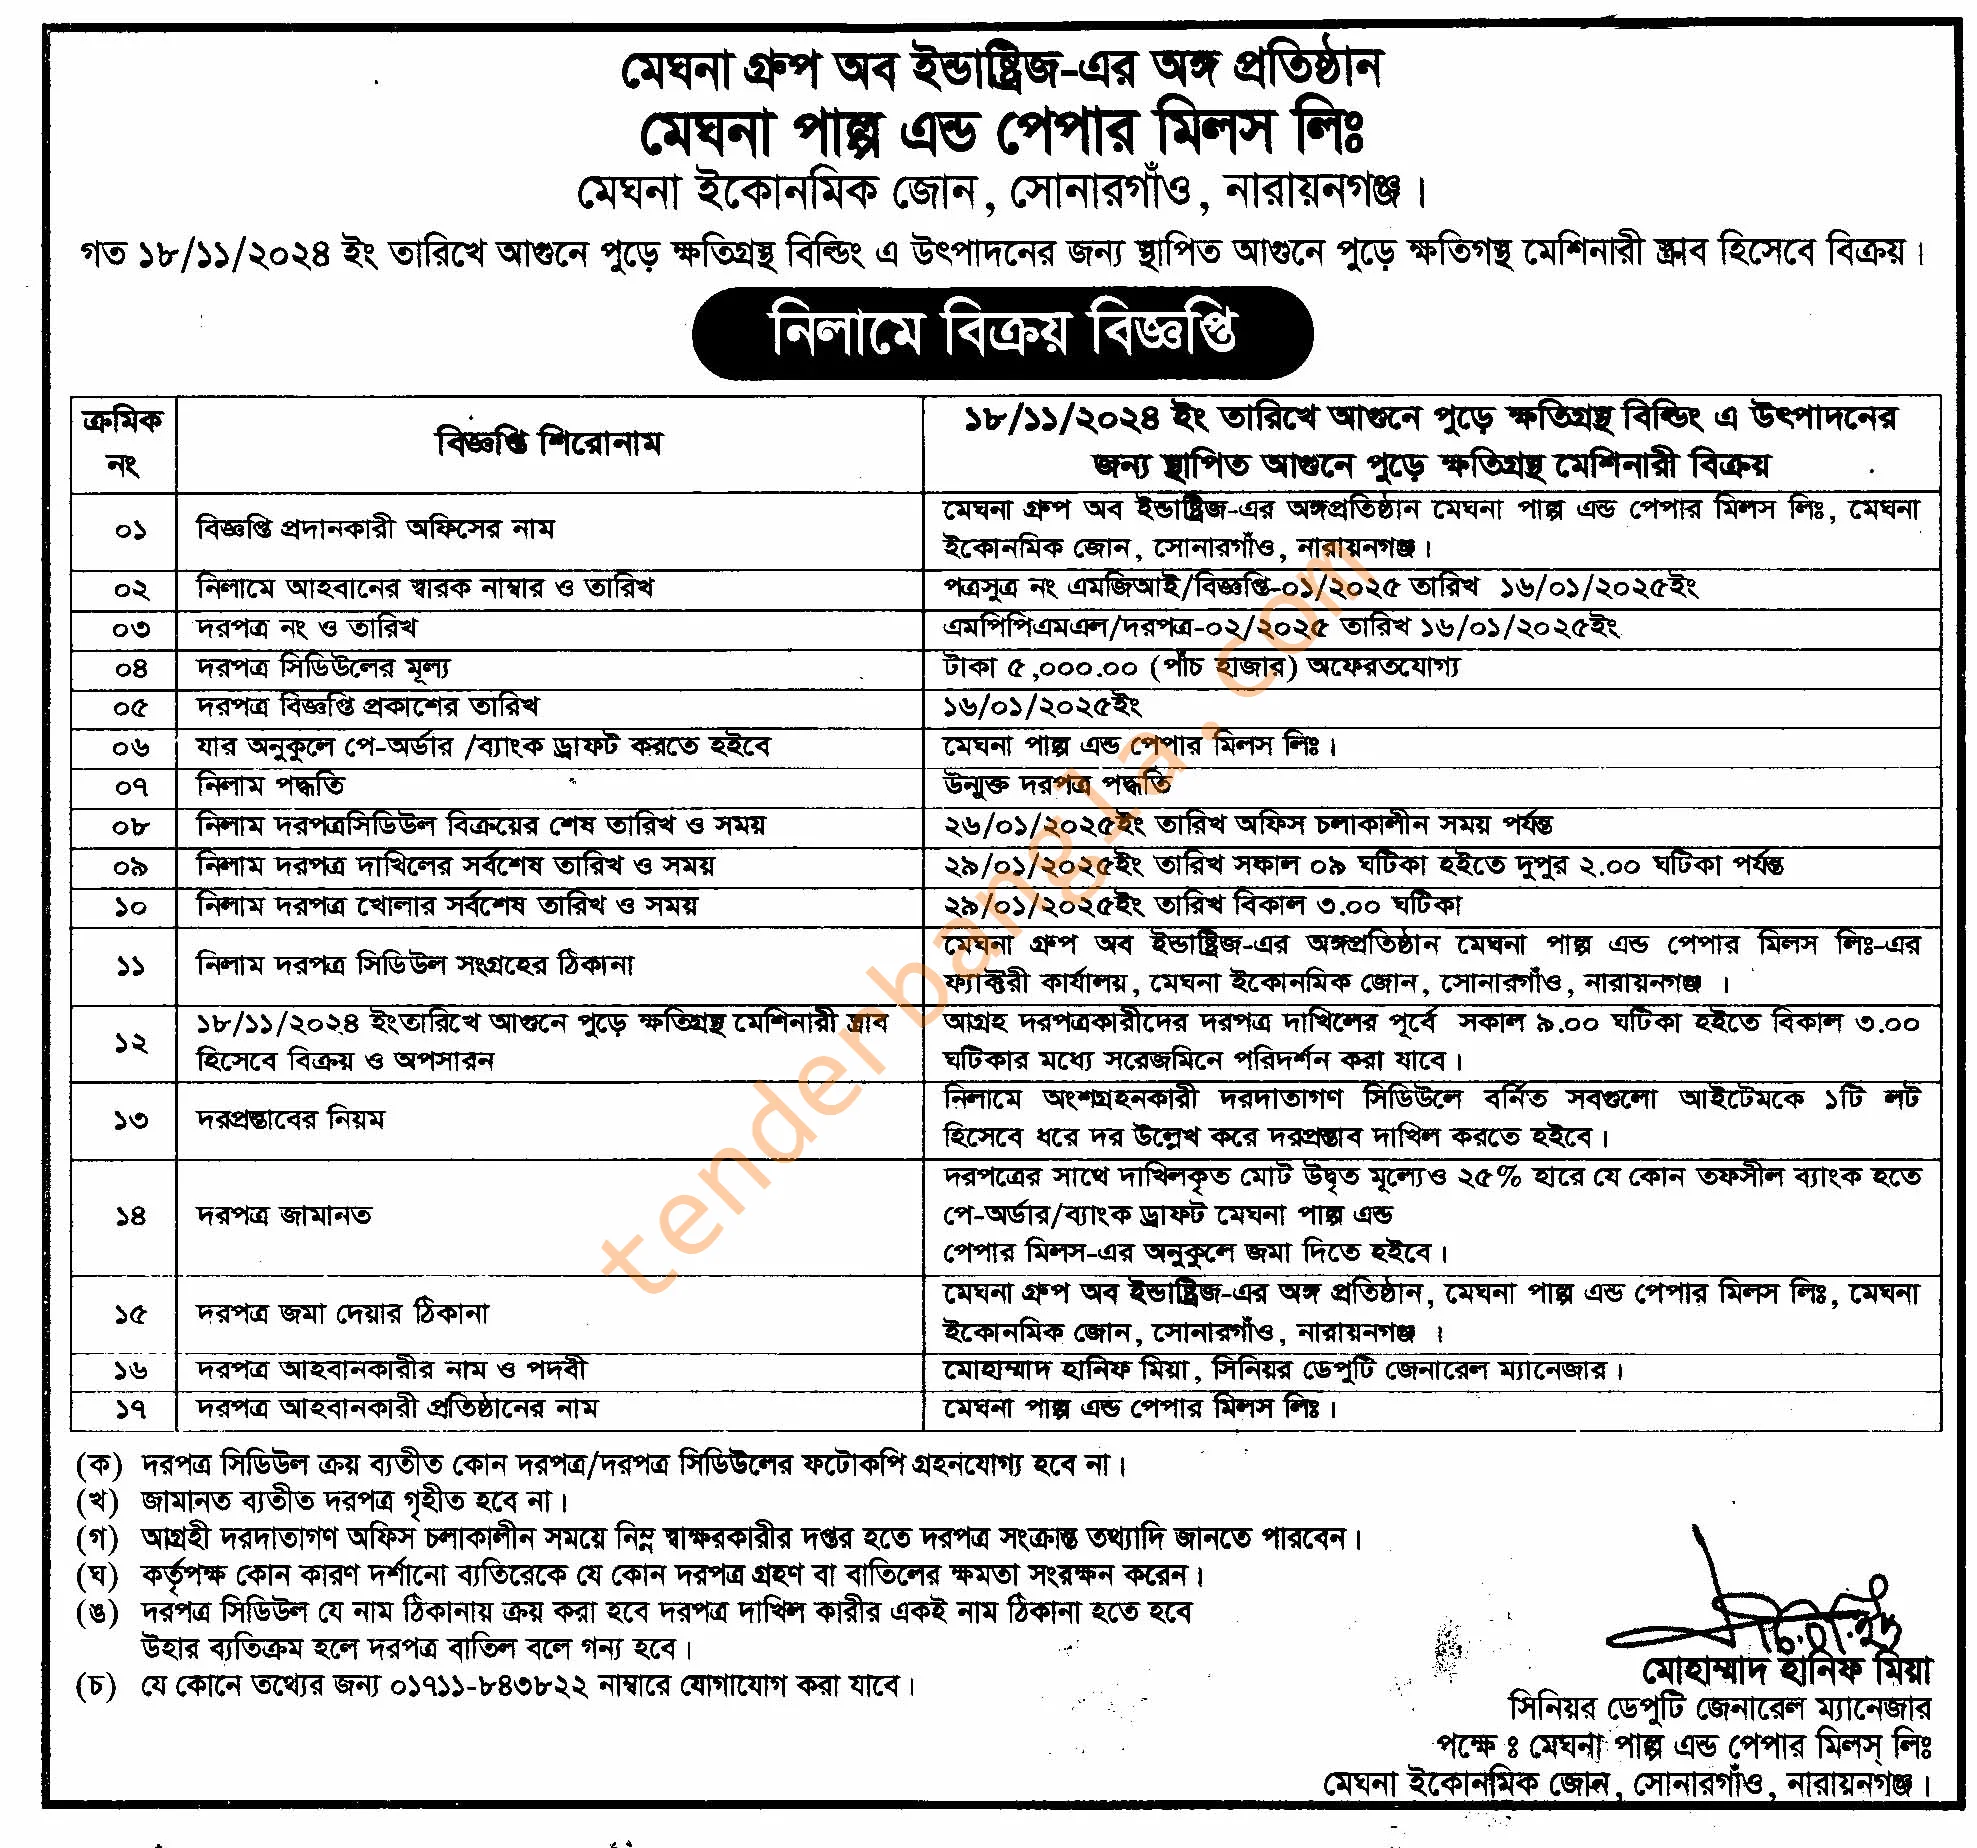 মেঘনা গ্রুপ অব ইন্ডাষ্ট্রিজ-এর অঙ্গ প্রতিষ্ঠান
মেঘনা পাল্প এন্ড পেপার মিলস লিঃ
মেঘনা ইকোনমিক জোন, সোনারগাঁও, নারায়নগঞ্জ।
গত ১৮/১১/২০২৪ ইং তারিখে আগুনে পুড়ে ক্ষতিগ্রস্থ বিল্ডিং এ উৎপাদনের জন্য স্থাপিত আগুনে পুড়ে ক্ষতিগস্থ মেশিনারী স্ক্রাব হিসেবে বিক্রয়।
নিলামে বিক্রয় বিজ্ঞপ্তি
ক্রমিক নং
বিজ্ঞপ্তি শিরোনাম
১৮/১১/২০২৪ ইং তারিখে আগুনে পুড়ে ক্ষতিগ্রস্থ বিল্ডিং এ উৎপাদনের
জন্য স্থাপিত আগুনে পুড়ে ক্ষতিগ্রস্থ মেশিনারী বিক্রয়
০১ বিজ্ঞপ্তি প্রদানকারী অফিসের নাম
মেঘনা গ্রুপ অব ইন্ডাষ্ট্রিজ-এর অঙ্গপ্রতিষ্ঠান মেঘনা পাল্প এন্ড পেপার মিলস লিঃ, মেঘনা
ইকোনমিক জোন, সোনারগাঁও, নারায়নগঞ্জ।
০২ নিলামে আহবানের স্বারক নাম্বার ও তারিখ পত্রসুত্র নং এমজিআই/বিজ্ঞপ্তি-০১/২০২৫ তারিখ ১৬/০১/২০২৫ইং
০৩ দরপত্র নং ও তারিখ এমপিপিএমএল/দরপত্র-০২/২০২৫ তারিখ ১৬/০১/২০২৫ইং
০৪ দরপত্র সিডিউলের মূল্য টাকা ৫,০০০.০০ (পাঁচ হাজার) অফেরতযোগ্য
০৫ দরপত্র বিজ্ঞপ্তি প্রকাশের তারিখ ১৬/০১/২০২৫ইং
০৬ যার অনুকুলে পে-অর্ডার /ব্যাংক ড্রাফট করতে হইবে মেঘনা পাল্প এন্ড পেপার মিলস লিঃ।
০৭ নিলাম পদ্ধতি উন্মুক্ত দরপত্র পদ্ধতি
০৮ নিলাম দরপত্রসিডিউল বিক্রয়ের শেষ তারিখ ও সময় ২৬/০১/২০২৫ইং তারিখ অফিস চলাকালীন সময় পর্যন্ত
০৯ নিলাম দরপত্র দাখিলের সর্বশেষ তারিখ ও সময় ২৯/০১/২০২৫ইং তারিখ সকাল ০৯ ঘটিকা হইতে দুপুর ২.০০ ঘটিকা পর্যন্ত
১০ নিলাম দরপত্র খোলার সর্বশেষ তারিখ ও সময় ২৯/০১/২০২৫ইং তারিখ বিকাল ৩.০০ ঘটিকা
১১ নিলাম দরপত্র সিডিউল সংগ্রহের ঠিকানা
মেঘনা গ্রুপ অব ইন্ডাষ্ট্রিজ-এর অঙ্গপ্রতিষ্ঠান মেঘনা পাল্প এন্ড পেপার মিলস লিঃ-এর
ফ্যাক্টরী কার্যালয়, মেঘনা ইকোনমিক জোন, সোনারগাঁও, নারায়নগঞ্জ ।
১২ ১৮/১১/২০২৪ ইংতারিখে আগুনে পুড়ে ক্ষতিগ্রস্থ মেশিনারী স্ক্রাব
হিসেবে বিক্রয় ও অপসারন
আগ্রহ দরপত্রকারীদের দরপত্র দাখিলের পূর্বে সকাল ৯.০০ ঘটিকা হইতে বিকাল ৩.০০
ঘটিকার মধ্যে সরেজমিনে পরিদর্শন করা যাবে।
১৩ দরপ্রস্তাবের নিয়ম
নিলামে অংশগ্রহনকারী দরদাতাগণ সিডিউলে বর্নিত সবগুলো আইটেমকে ১টি লট
হিসেবে ধরে দর উল্লেখ করে দরপ্রস্তাব দাখিল করতে হইবে।
১৪ দরপত্র জামানত
দরপত্রের সাথে দাখিলকৃত মোট উদ্বৃত মূল্যেও ২৫% হারে যে কোন তফসীল ব্যাংক হতে
পে-অর্ডার/ব্যাংক ড্রাফট মেঘনা পাল্প এন্ড
পেপার মিলস-এর অনুকুলে জমা দিতে হইবে।
১৫ দরপত্র জমা দেয়ার ঠিকানা
মেঘনা গ্রুপ অব ইন্ডাষ্ট্রিজ-এর অঙ্গ প্রতিষ্ঠান, মেঘনা পাল্প এন্ড পেপার মিলস লিঃ, মেঘনা
ইকোনমিক জোন, সোনারগাঁও, নারায়নগঞ্জ ।
১৬ দরপত্র আহবানকারীর নাম ও পদবী মোহাম্মাদ হানিফ মিয়া, সিনিয়র ডেপুটি জেনারেল ম্যানেজার।
১৭ দরপত্র আহবানকারী প্রতিষ্ঠানের নাম মেঘনা পাল্প এন্ড পেপার মিলস লিঃ।
(ক) দরপত্র সিডিউল ক্রয় ব্যতীত কোন দরপত্র/দরপত্র সিডিউলের ফটোকপি গ্রহনযোগ্য হবে না।
(খ) জামানত ব্যতীত দরপত্র গৃহীত হবে না।
(গ) আগ্রহী দরদাতাগণ অফিস চলাকালীন সময়ে নিম্ন স্বাক্ষরকারীর দপ্তর হতে দরপত্র সংক্রান্ত তথ্যাদি জানতে পারবেন।
(ঘ) কর্তৃপক্ষ কোন কারণ দর্শানো ব্যতিরেকে যে কোন দরপত্র গ্রহণ বা বাতিলের ক্ষমতা সংরক্ষন করেন।
(ঙ) দরপত্র সিডিউল যে নাম ঠিকানায় ক্রয় করা হবে দরপত্র দাখিল কারীর একই নাম ঠিকানা হতে হবে
উহার ব্যতিক্রম হলে দরপত্র বাতিল বলে গন্য হবে।
(চ) যে কোনে তথ্যের জন্য ০১৭১১-৮৪৩৮২২ নাম্বারে যোগাযোগ করা যাবে।
মোহাম্মাদ হানিফ মিয়া
সিনিয়র ডেপুটি জেনারেল ম্যানেজার
পক্ষে ঃ মেঘনা পাল্প এন্ড পেপার মিলস্ লিঃ
মেঘনা ইকোনমিক জোন, সোনারগাঁও, নারায়ণগঞ্জ।
tenderbangla.com